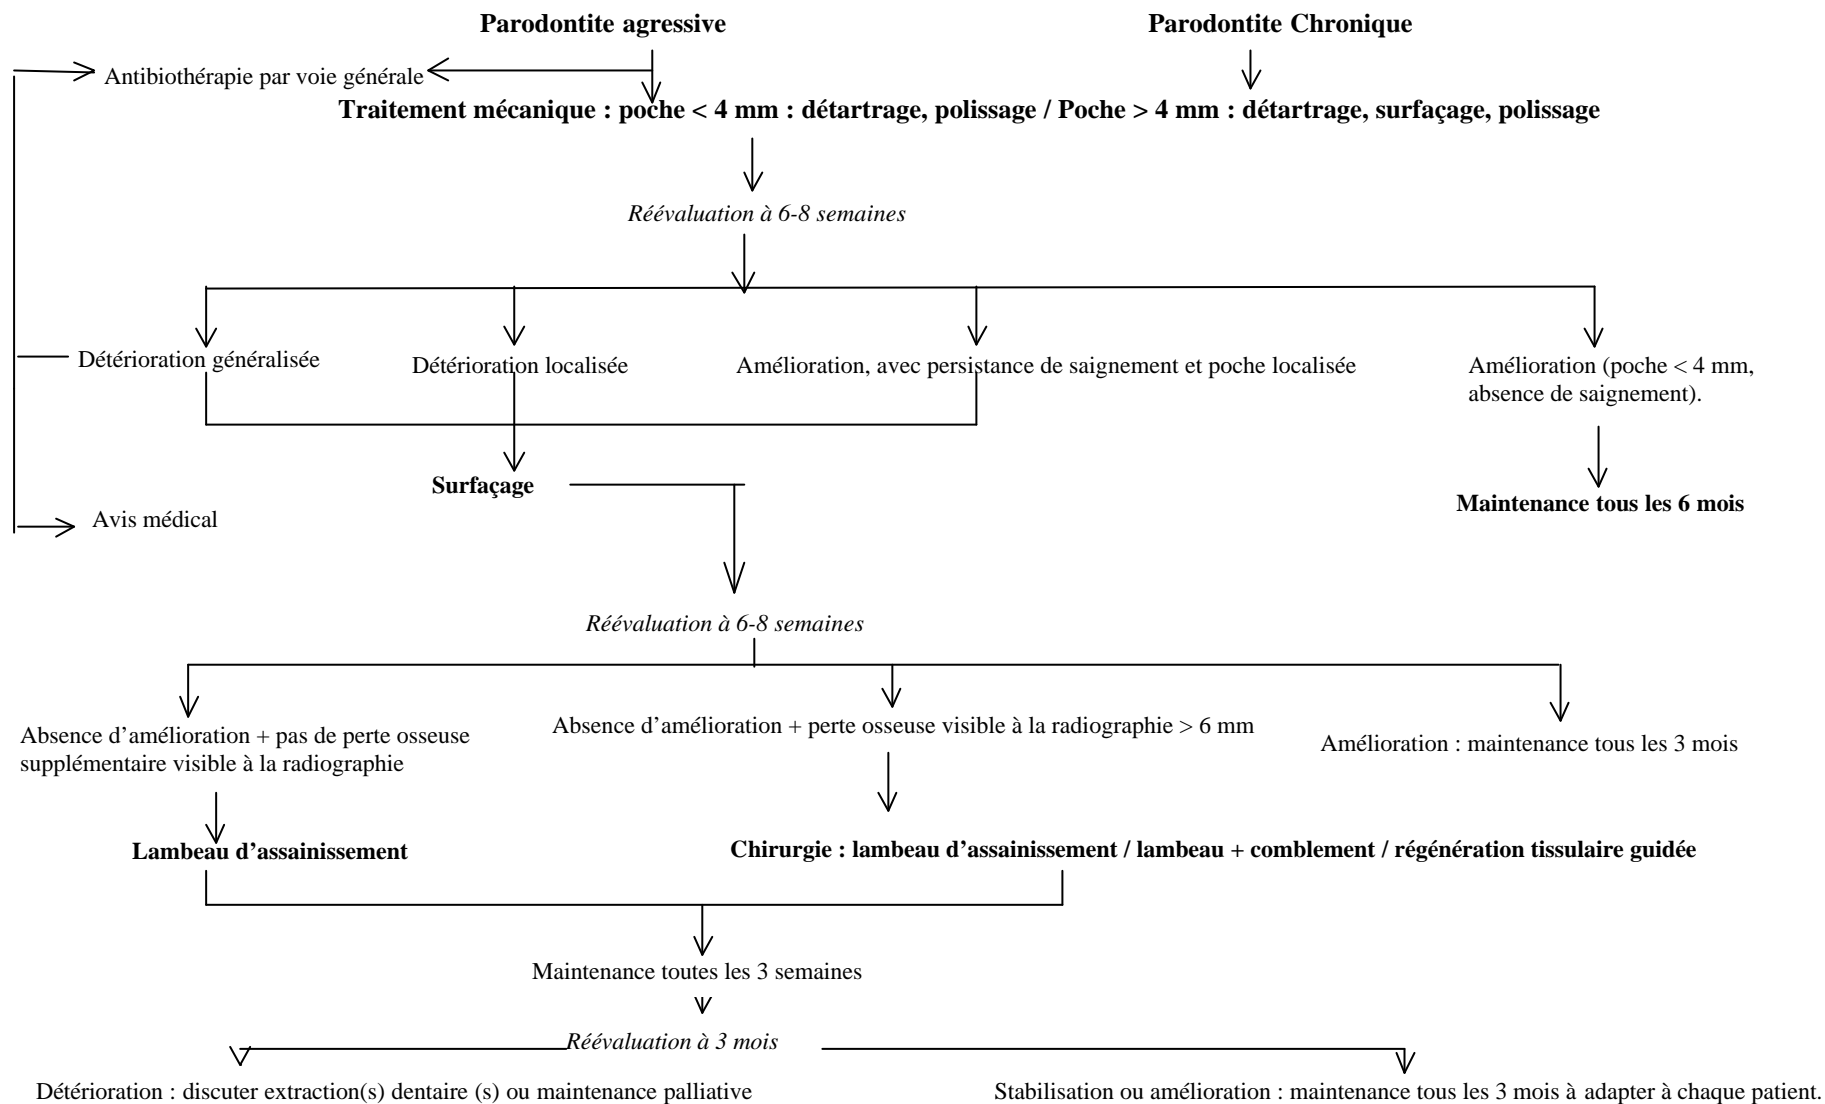 Parodontite agressive
Parodontite Chronique
Antibiothérapie par voie générale
Traitement mécanique : poche < 4 mm : détartrage, polissage / Poche > 4 mm : détartrage, surfaçage, polissage
Réévaluation à 6-8 semaines
Détérioration généralisée
Détérioration localisée
Amélioration, avec persistance de saignement et poche localisée
Amélioration (poche < 4 mm,
absence de saignement).
Surfaçage
Maintenance tous les 6 mois
Avis médical
Réévaluation à 6-8 semaines
Absence d’amélioration + pas de perte osseuse
supplémentaire visible à la radiographie
Absence d’amélioration + perte osseuse visible à la radiographie > 6 mm
Amélioration : maintenance tous les 3 mois
Lambeau d’assainissement
Chirurgie : lambeau d’assainissement / lambeau + comblement / régénération tissulaire guidée
Maintenance toutes les 3 semaines
Réévaluation à 3 mois
Détérioration : discuter extraction(s) dentaire (s) ou maintenance palliative
Stabilisation ou amélioration : maintenance tous les 3 mois à adapter à chaque patient.